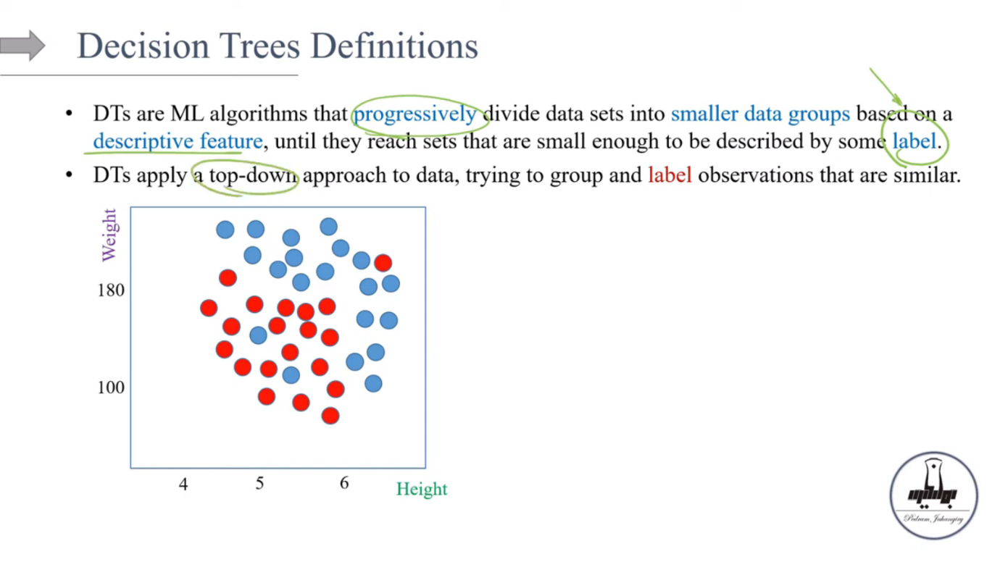 Decision Trees Definitions
• DTs are ML algorithms that progressively divide data sets into smaller data groups based on a
descriptive feature, until they reach sets that are small enough to be described by some label.
• DTs apply a top-down approach to data, trying to group and label observations that are similar.
Weight
180
100
4 5 6
Height
Pedram, Jahangiry